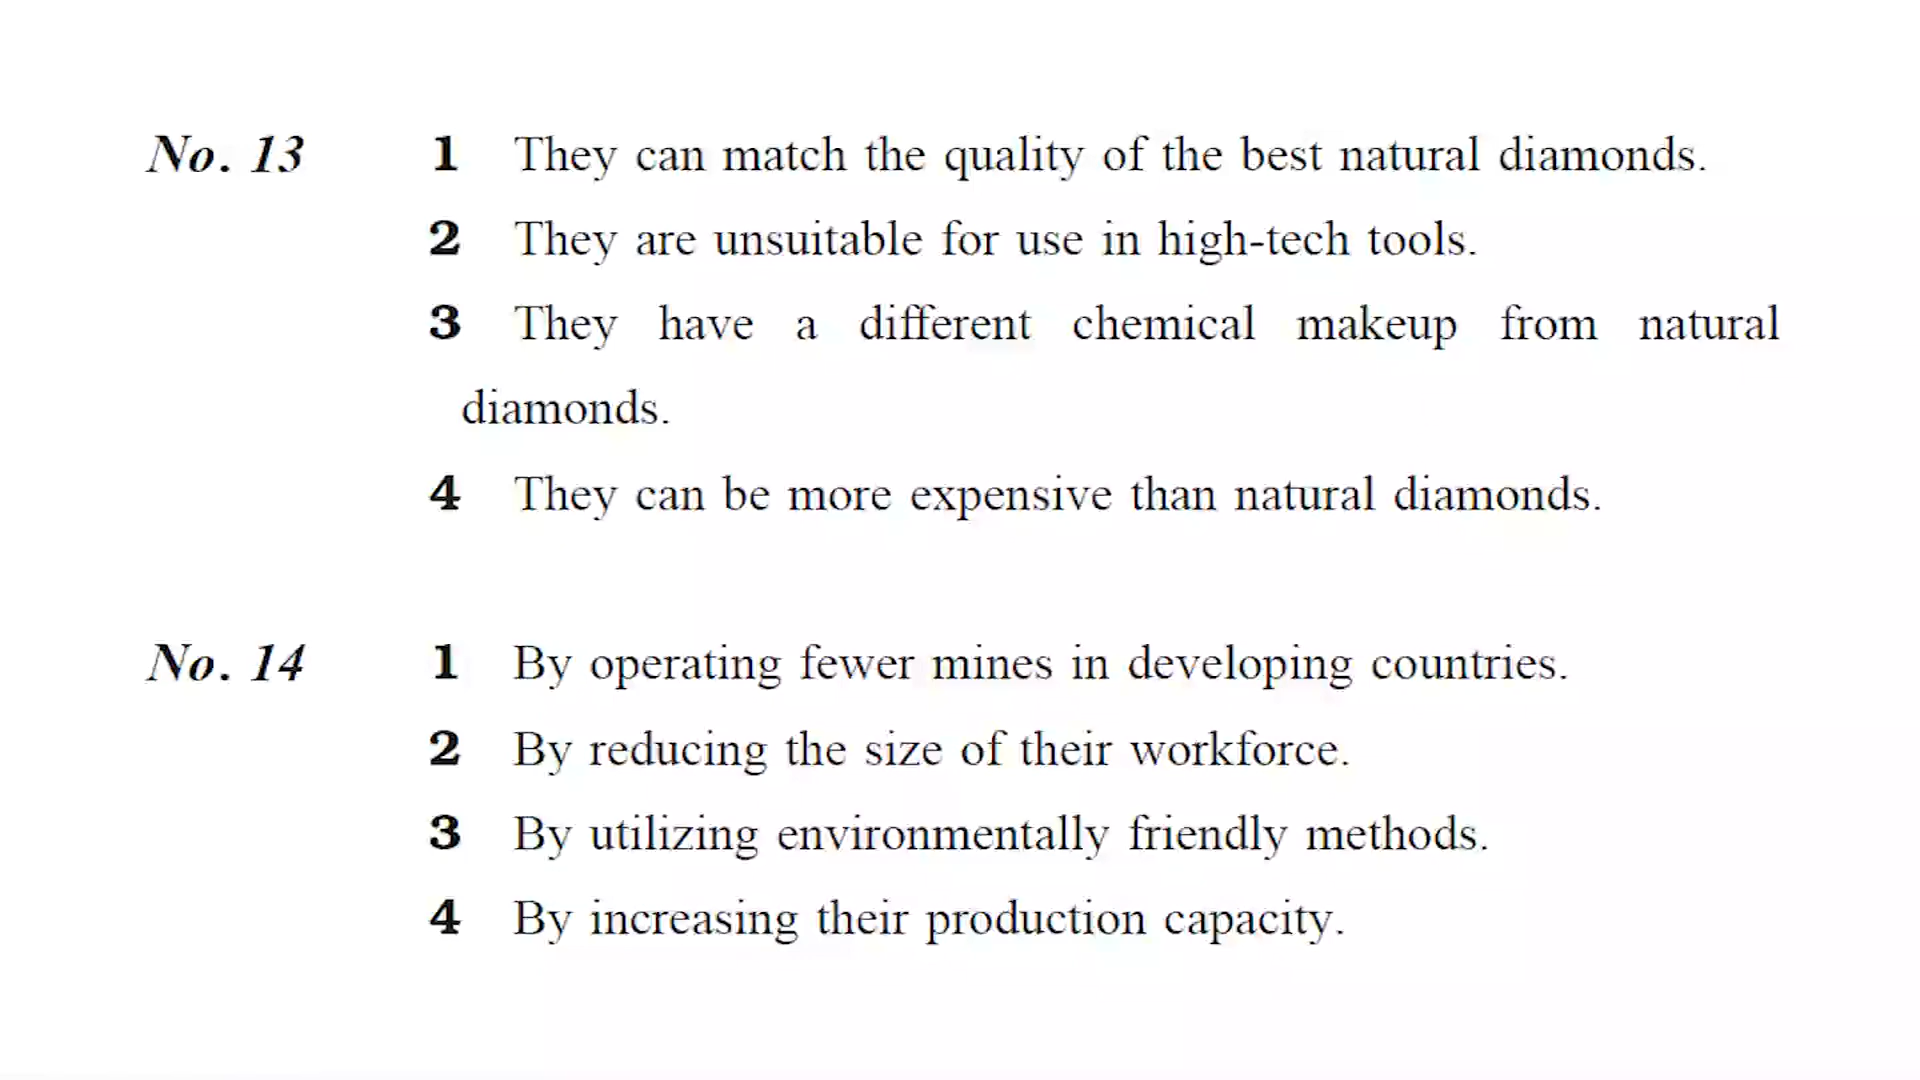 No. 13 1 They can match the quality of the best natural diamonds.
2 They are unsuitable for use in high-tech tools.
3 They have a different chemical makeup from natural
diamonds.
4 They can be more expensive than natural diamonds.
No. 14 1 By operating fewer mines in developing countries.
2 By reducing the size of their workforce.
3 By utilizing environmentally friendly methods.
4 By increasing their production capacity.